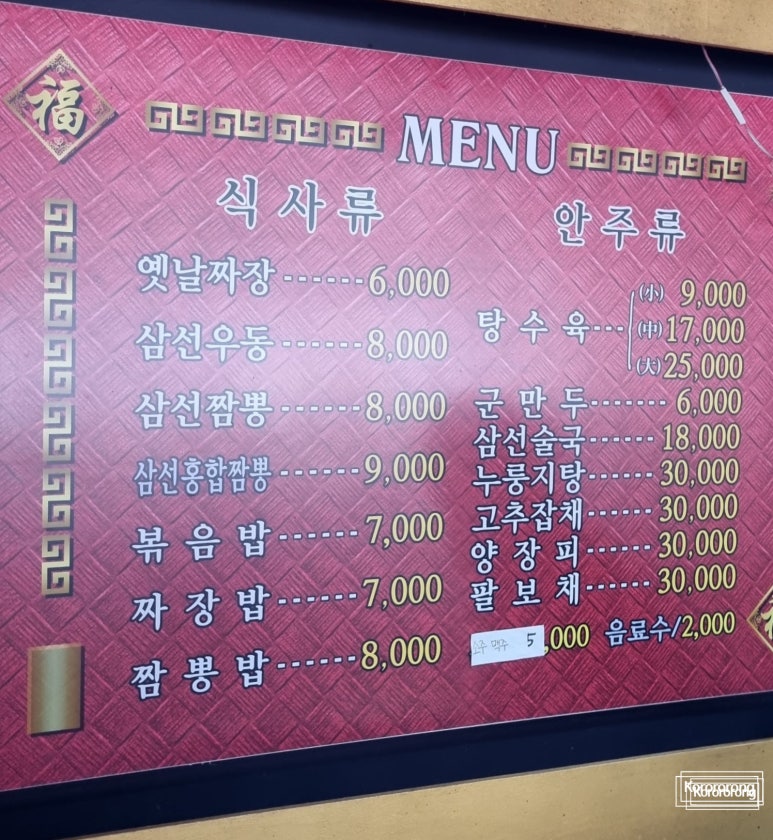 福
MENU
식사류
옛날짜장------6,000
삼선우동------8,000
삼선짬뽕------8,000
삼선홍합짬뽕------9,000
볶음밥------7,000
짜장밥------7,000
짬뽕밥------8,000
안주류
탕수육---(小) 9,000
(中)17,000
(大)25,000
군만두-------6,000
삼선술국------18,000
누룽지탕------30,000
고추잡채------30,000
양장피------30,000
팔보채------30,000
소주 맥주 5,000 음료수/2,000
Kororororong